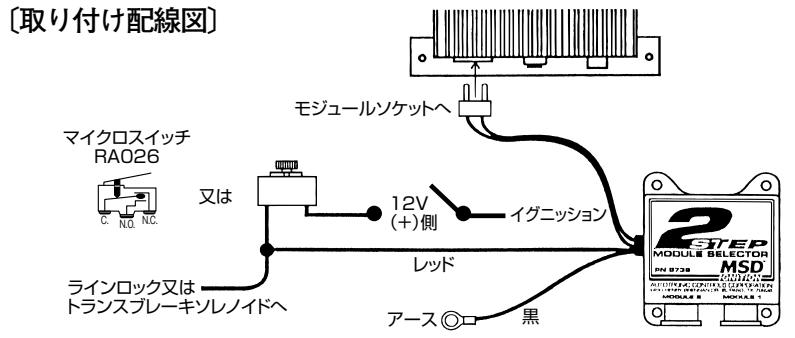 〔取り付け配線図〕
モジュールソケットへ
マイクロスイッチ
RA026
C. N.O. N.C.
又は
12V
(+)側
イグニッション
レッド
ラインロック又は
トランスブレーキソレノイドへ
アース
黒
2
STEP
MODULE SELECTOR
PN 8739
MSD
IGNITION
AUTOTRONIC CONTROLS CORPORATION
MODULE 2 MODULE 1